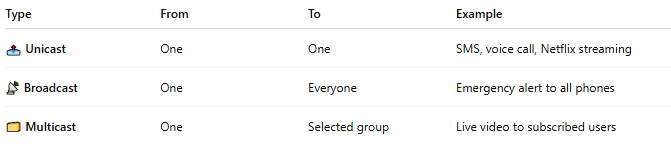 Type From To Example
Unicast One One SMS, voice call, Netflix streaming
Broadcast One Everyone Emergency alert to all phones
Multicast One Selected group Live video to subscribed users